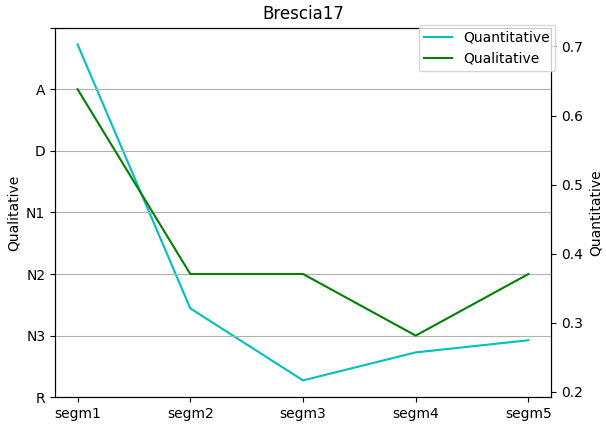 Brescia17
Quantitative
Qualitative
A
D
N1
N2
N3
R
Qualitative
0.7
0.6
0.5
0.4
0.3
0.2
Quantitative
segm1 segm2 segm3 segm4 segm5